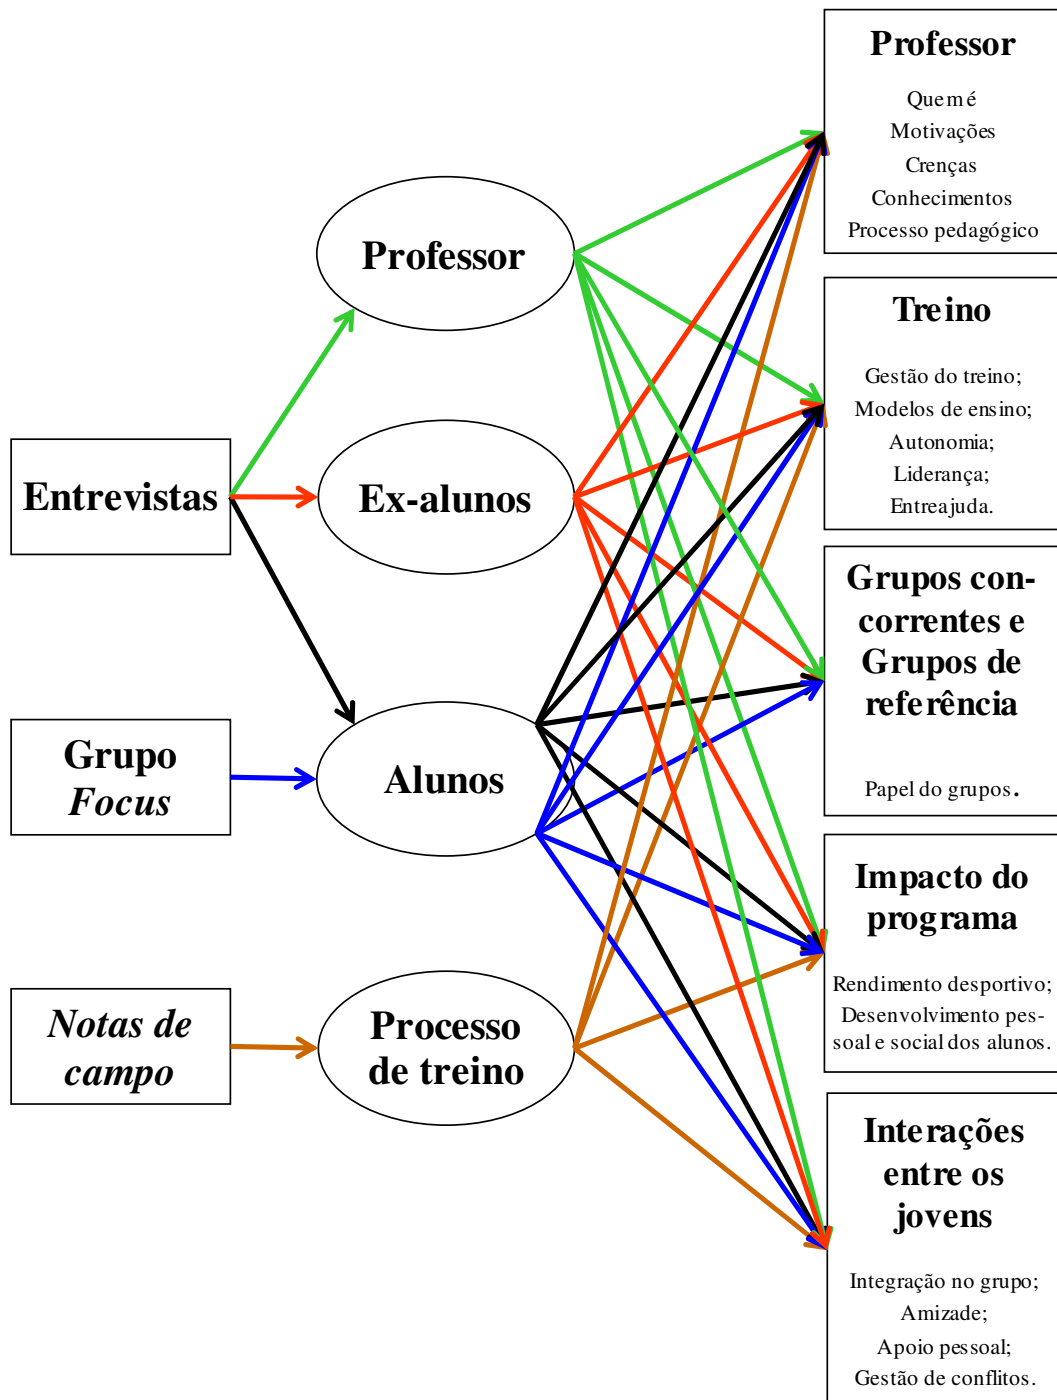 Entrevistas
Grupo
Focus
Notas de
campo
Professor
Ex-alunos
Alunos
Processo
de treino
Professor
Quem é
Motivações
Crenças
Conhecimentos
Processo pedagógico
Treino
Gestão do treino;
Modelos de ensino;
Autonomia;
Liderança;
Entreajuda.
Grupos con-
correntes e
Grupos de
referência
Papel do grupos.
Impacto do
programa
Rendimento desportivo;
Desenvolvimento pes-
soal e social dos alunos.
Interações
entre os
jovens
Integração no grupo;
Amizade;
Apoio pessoal;
Gestão de conflitos.